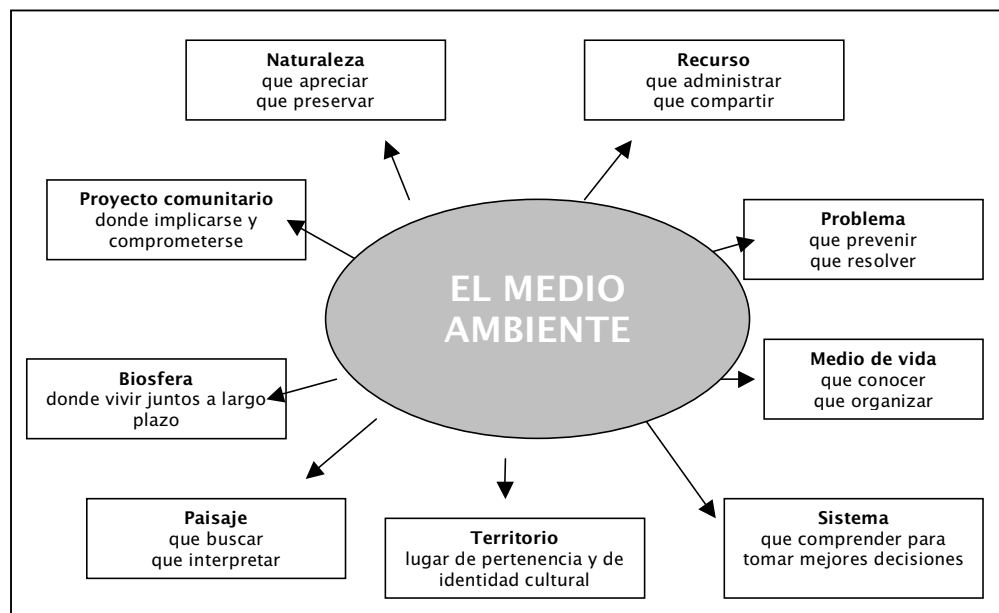 Naturaleza
que apreciar
que preservar
Recurso
que administrar
que compartir
Proyecto comunitario
donde implicarse y
comprometerse
Problema
que prevenir
que resolver
EL MEDIO
AMBIENTE
Biosfera
donde vivir juntos a largo
plazo
Medio de vida
que conocer
que organizar
Paisaje
que buscar
que interpretar
Territorio
lugar de pertenencia y de
identidad cultural
Sistema
que comprender para
tomar mejores decisiones